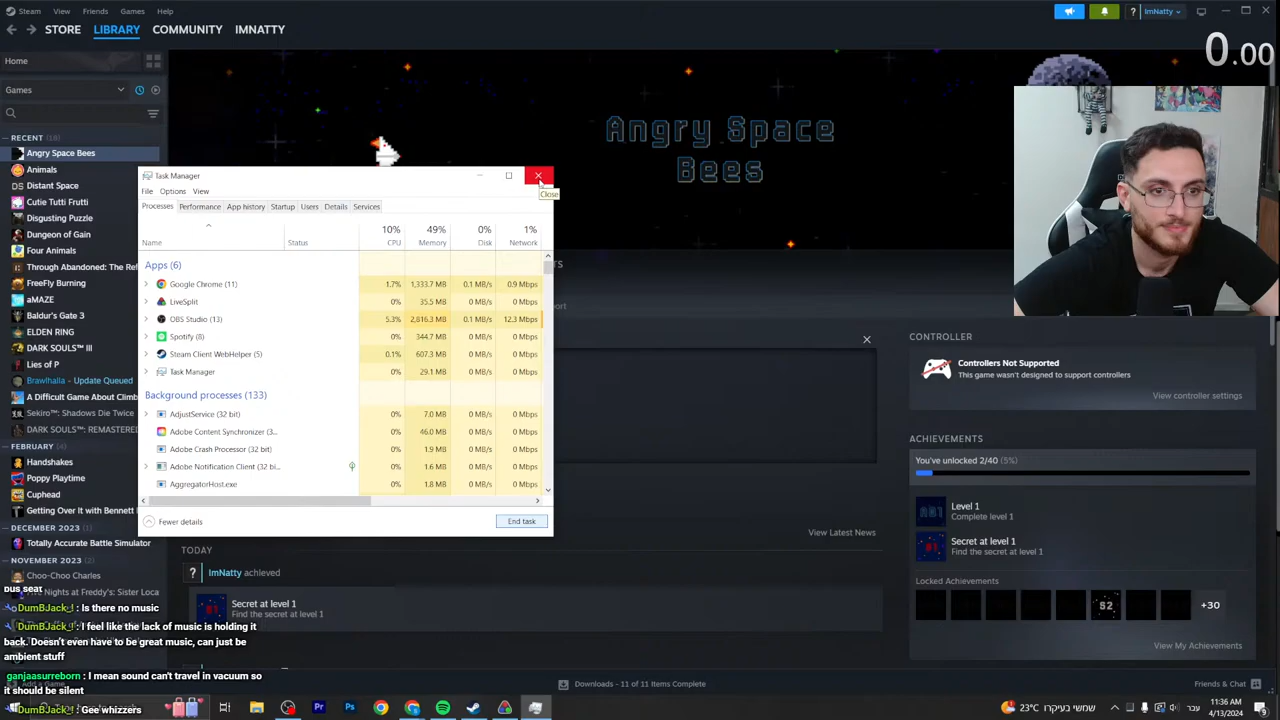 Steam View Friends Games Help
ImNatty
STORE LIBRARY COMMUNITY IMNATTY
0.00
Home
Games
RECENT (16)
Angry Space Bees
Animals
Distant Space
Cutie Tutti Frutti
Disgusting Puzzle
Dungeon of Gain
Four Animals
Through Abandoned: The Ref
FreeFly Burning
aMAZE
Baldur's Gate 3
ELDEN RING
DARK SOULS™ III
Lies of P
Brawlhalla - Update Queued
A Difficult Game About Climb
Sekiro™: Shadows Die Twice
DARK SOULS™: REMASTERED
FEBRUARY (4)
Handshakes
Poppy Playtime
Cuphead
Getting Over It with Bennett
DECEMBER 2023
Totally Accurate Battle Simulator
NOVEMBER 2023 (2)
Choo-Choo Charles
Nights at Freddy's: Sister Loca
Angry Space
Bees
Task Manager
Close
File Options View
Processes Performance App history Startup Users Details Services
10% 49% 0% 1%
Name Status CPU Memory Disk Network
Apps (6)
Google Chrome (11) 1.7% 1,333.7 MB 0.1 MB/s 0.9 Mbps
LiveSplit 0% 35.5 MB 0 MB/s 0 Mbps
OBS Studio (13) 5.3% 2,816.3 MB 0.1 MB/s 12.3 Mbps
Spotify (8) 0% 344.7 MB 0 MB/s 0 Mbps
Steam Client WebHelper (5) 0.1% 607.3 MB 0 MB/s 0 Mbps
Task Manager 0% 29.1 MB 0 MB/s 0 Mbps
Background processes (133)
AdjustService (32 bit) 0% 7.0 MB 0 MB/s 0 Mbps
Adobe Content Synchronizer (3... 0% 46.0 MB 0 MB/s 0 Mbps
Adobe Crash Processor (32 bit) 0% 1.9 MB 0 MB/s 0 Mbps
Adobe Notification Client (32 bi... 0% 1.6 MB 0 MB/s 0 Mbps
AggregatorHost.exe 0% 1.8 MB 0 MB/s 0 Mbps
Fewer details End task
View Latest News
TODAY
ImNatty achieved
Secret at level 1
Find the secret at level 1
CONTROLLER
Controllers Not Supported
This game wasn't designed to support controllers
View controller settings
ACHIEVEMENTS
You've unlocked 2/40 (5%)
Level 1
Complete level 1
Secret at level 1
Find the secret at level 1
Locked Achievements
S2
+30
View My Achievements
bus seat
DumBJack_! : Is there no music
DumBJack_! : I feel like the lack of music is holding it
back. Doesn't even have to be great music, can just be
ambient stuff
ganjaasurreborn : I mean sound can't travel in vacuum so
it should be silent
DumBJack_! : Gee whizzers
Downloads - 11 of 11 Items Complete
Friends & Chat
23°C שמשי בעיקרו
עבר
11:36 AM
4/13/2024